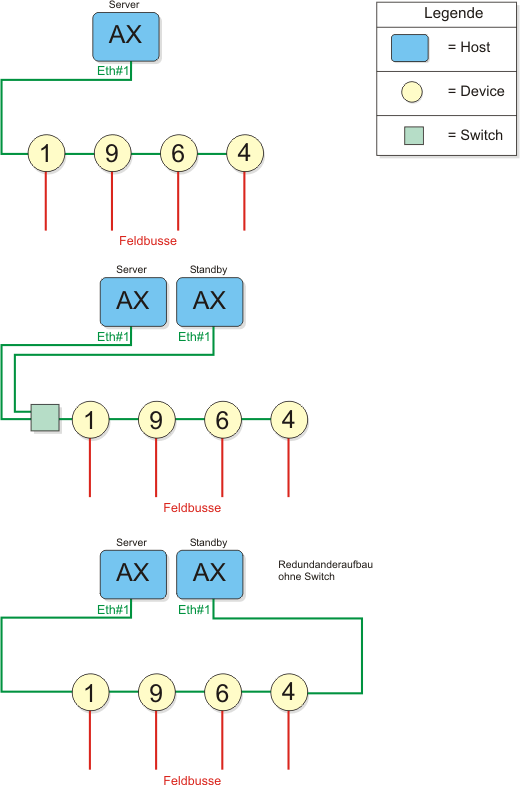 Server
AX
Eth#1
1 9 6 4
Feldbusse
Legende
= Host
= Device
= Switch
Server Standby
AX AX
Eth#1 Eth#1
1 9 6 4
Feldbusse
Server Standby
AX AX
Eth#1 Eth#1
Redundanderaufbau
ohne Switch
1 9 6 4
Feldbusse